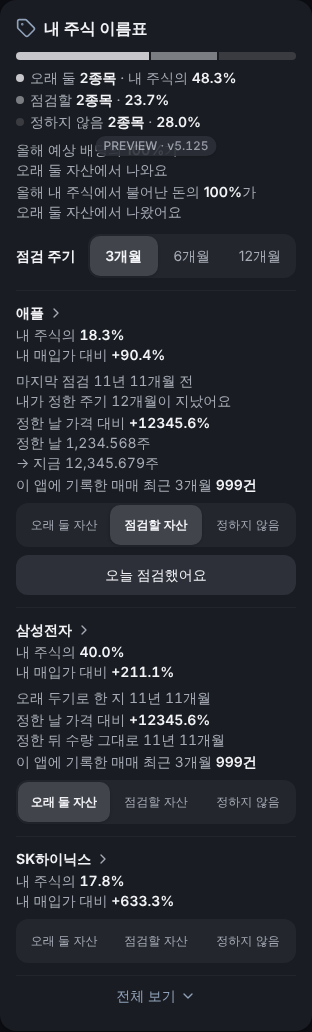 내 주식 이름표
오래 둘 2종목 · 내 주식의 48.3%
점검할 2종목 · 23.7%
정하지 않음 2종목 · 28.0%
올해 예상 배
PREVIEW · v5.125
오래 둘 자산에서 나와요
올해 내 주식에서 불어난 돈의 100%가
오래 둘 자산에서 나왔어요
점검 주기 3개월 6개월 12개월
애플
내 주식의 18.3%
내 매입가 대비 +90.4%
마지막 점검 11년 11개월 전
내가 정한 주기 12개월이 지났어요
정한 날 가격 대비 +12345.6%
정한 날 1,234.568주
→ 지금 12,345.679주
이 앱에 기록한 매매 최근 3개월 999건
오래 둘 자산 점검할 자산 정하지 않음
오늘 점검했어요
삼성전자
내 주식의 40.0%
내 매입가 대비 +211.1%
오래 두기로 한 지 11년 11개월
정한 날 가격 대비 +12345.6%
정한 뒤 수량 그대로 11년 11개월
이 앱에 기록한 매매 최근 3개월 999건
오래 둘 자산 점검할 자산 정하지 않음
SK하이닉스
내 주식의 17.8%
내 매입가 대비 +633.3%
오래 둘 자산 점검할 자산 정하지 않음
전체 보기